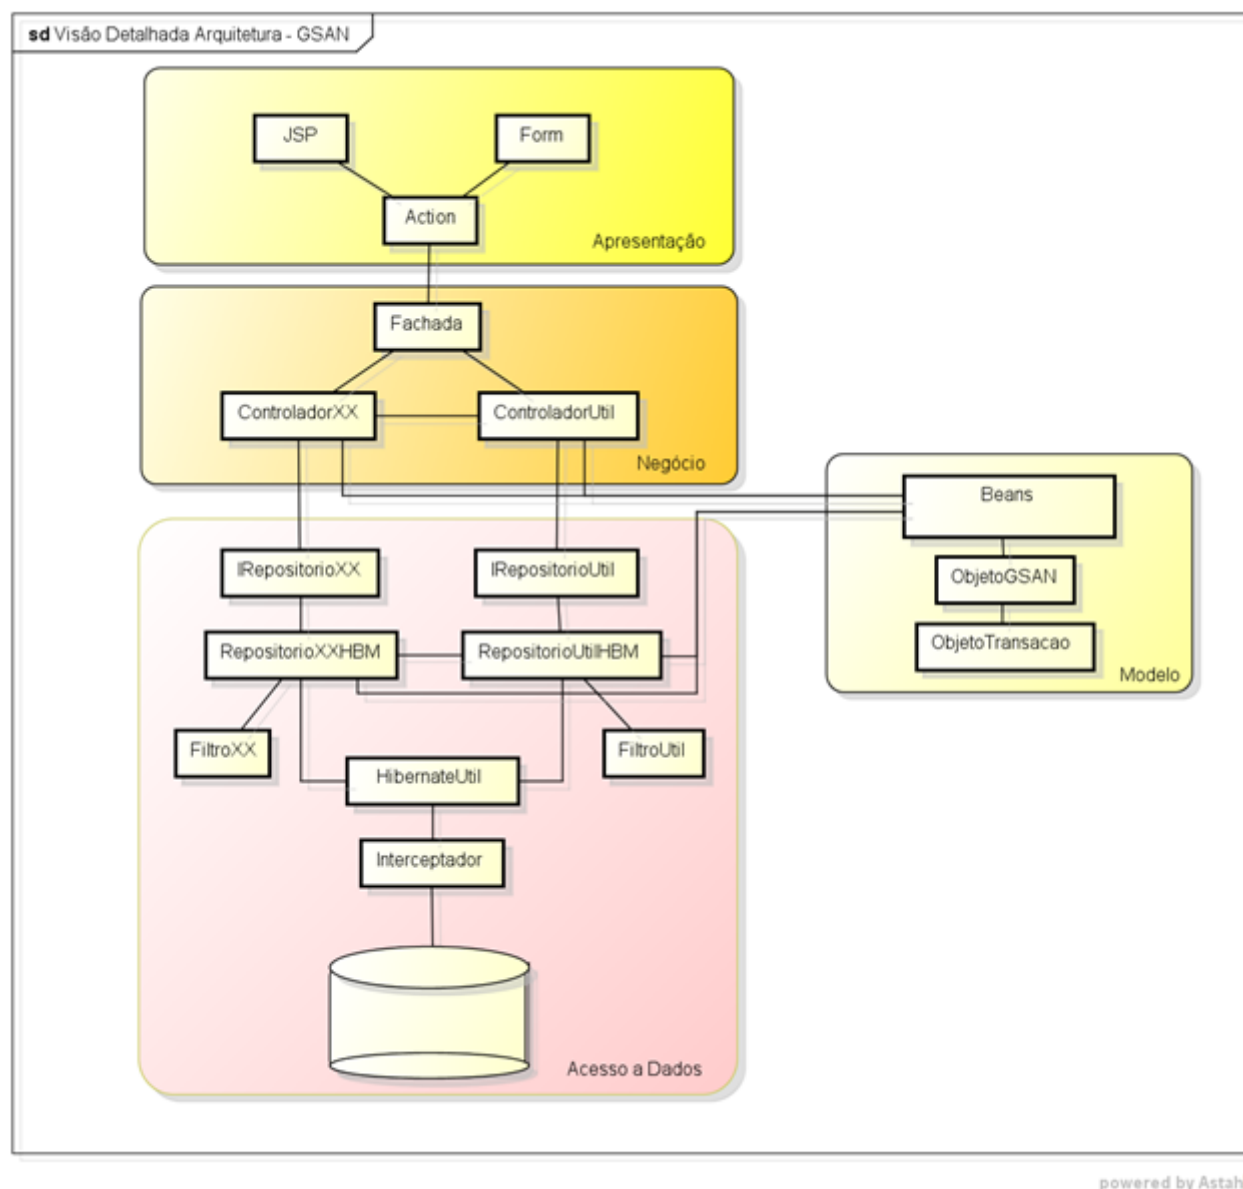 sd Visão Detalhada Arquitetura - GSAN
JSP
Form
Action
Apresentação
Fachada
ControladorXX
ControladorUtil
Negócio
Beans
ObjetoGSAN
ObjetoTransacao
Modelo
IRepositorioXX
IRepositorioUtil
RepositorioXXHBM
RepositorioUtilHBM
FiltroXX
FiltroUtil
HibernateUtil
Interceptador
Acesso a Dados
powered by Astah